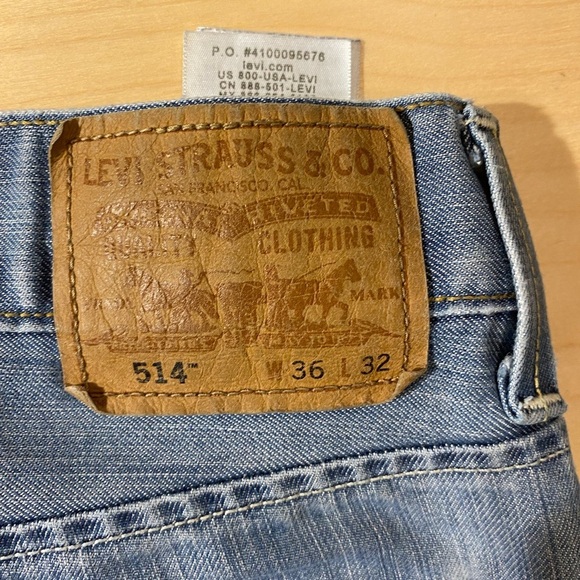 P.O. #4100095676
levi.com
US 800-USA-LEVI
CN 888-501-LEVI
LEVI STRAUSS & CO.
SAN FRANCISCO, CAL.
RIVETED
QUALITY CLOTHING
MARK
514™ W 36 L 32